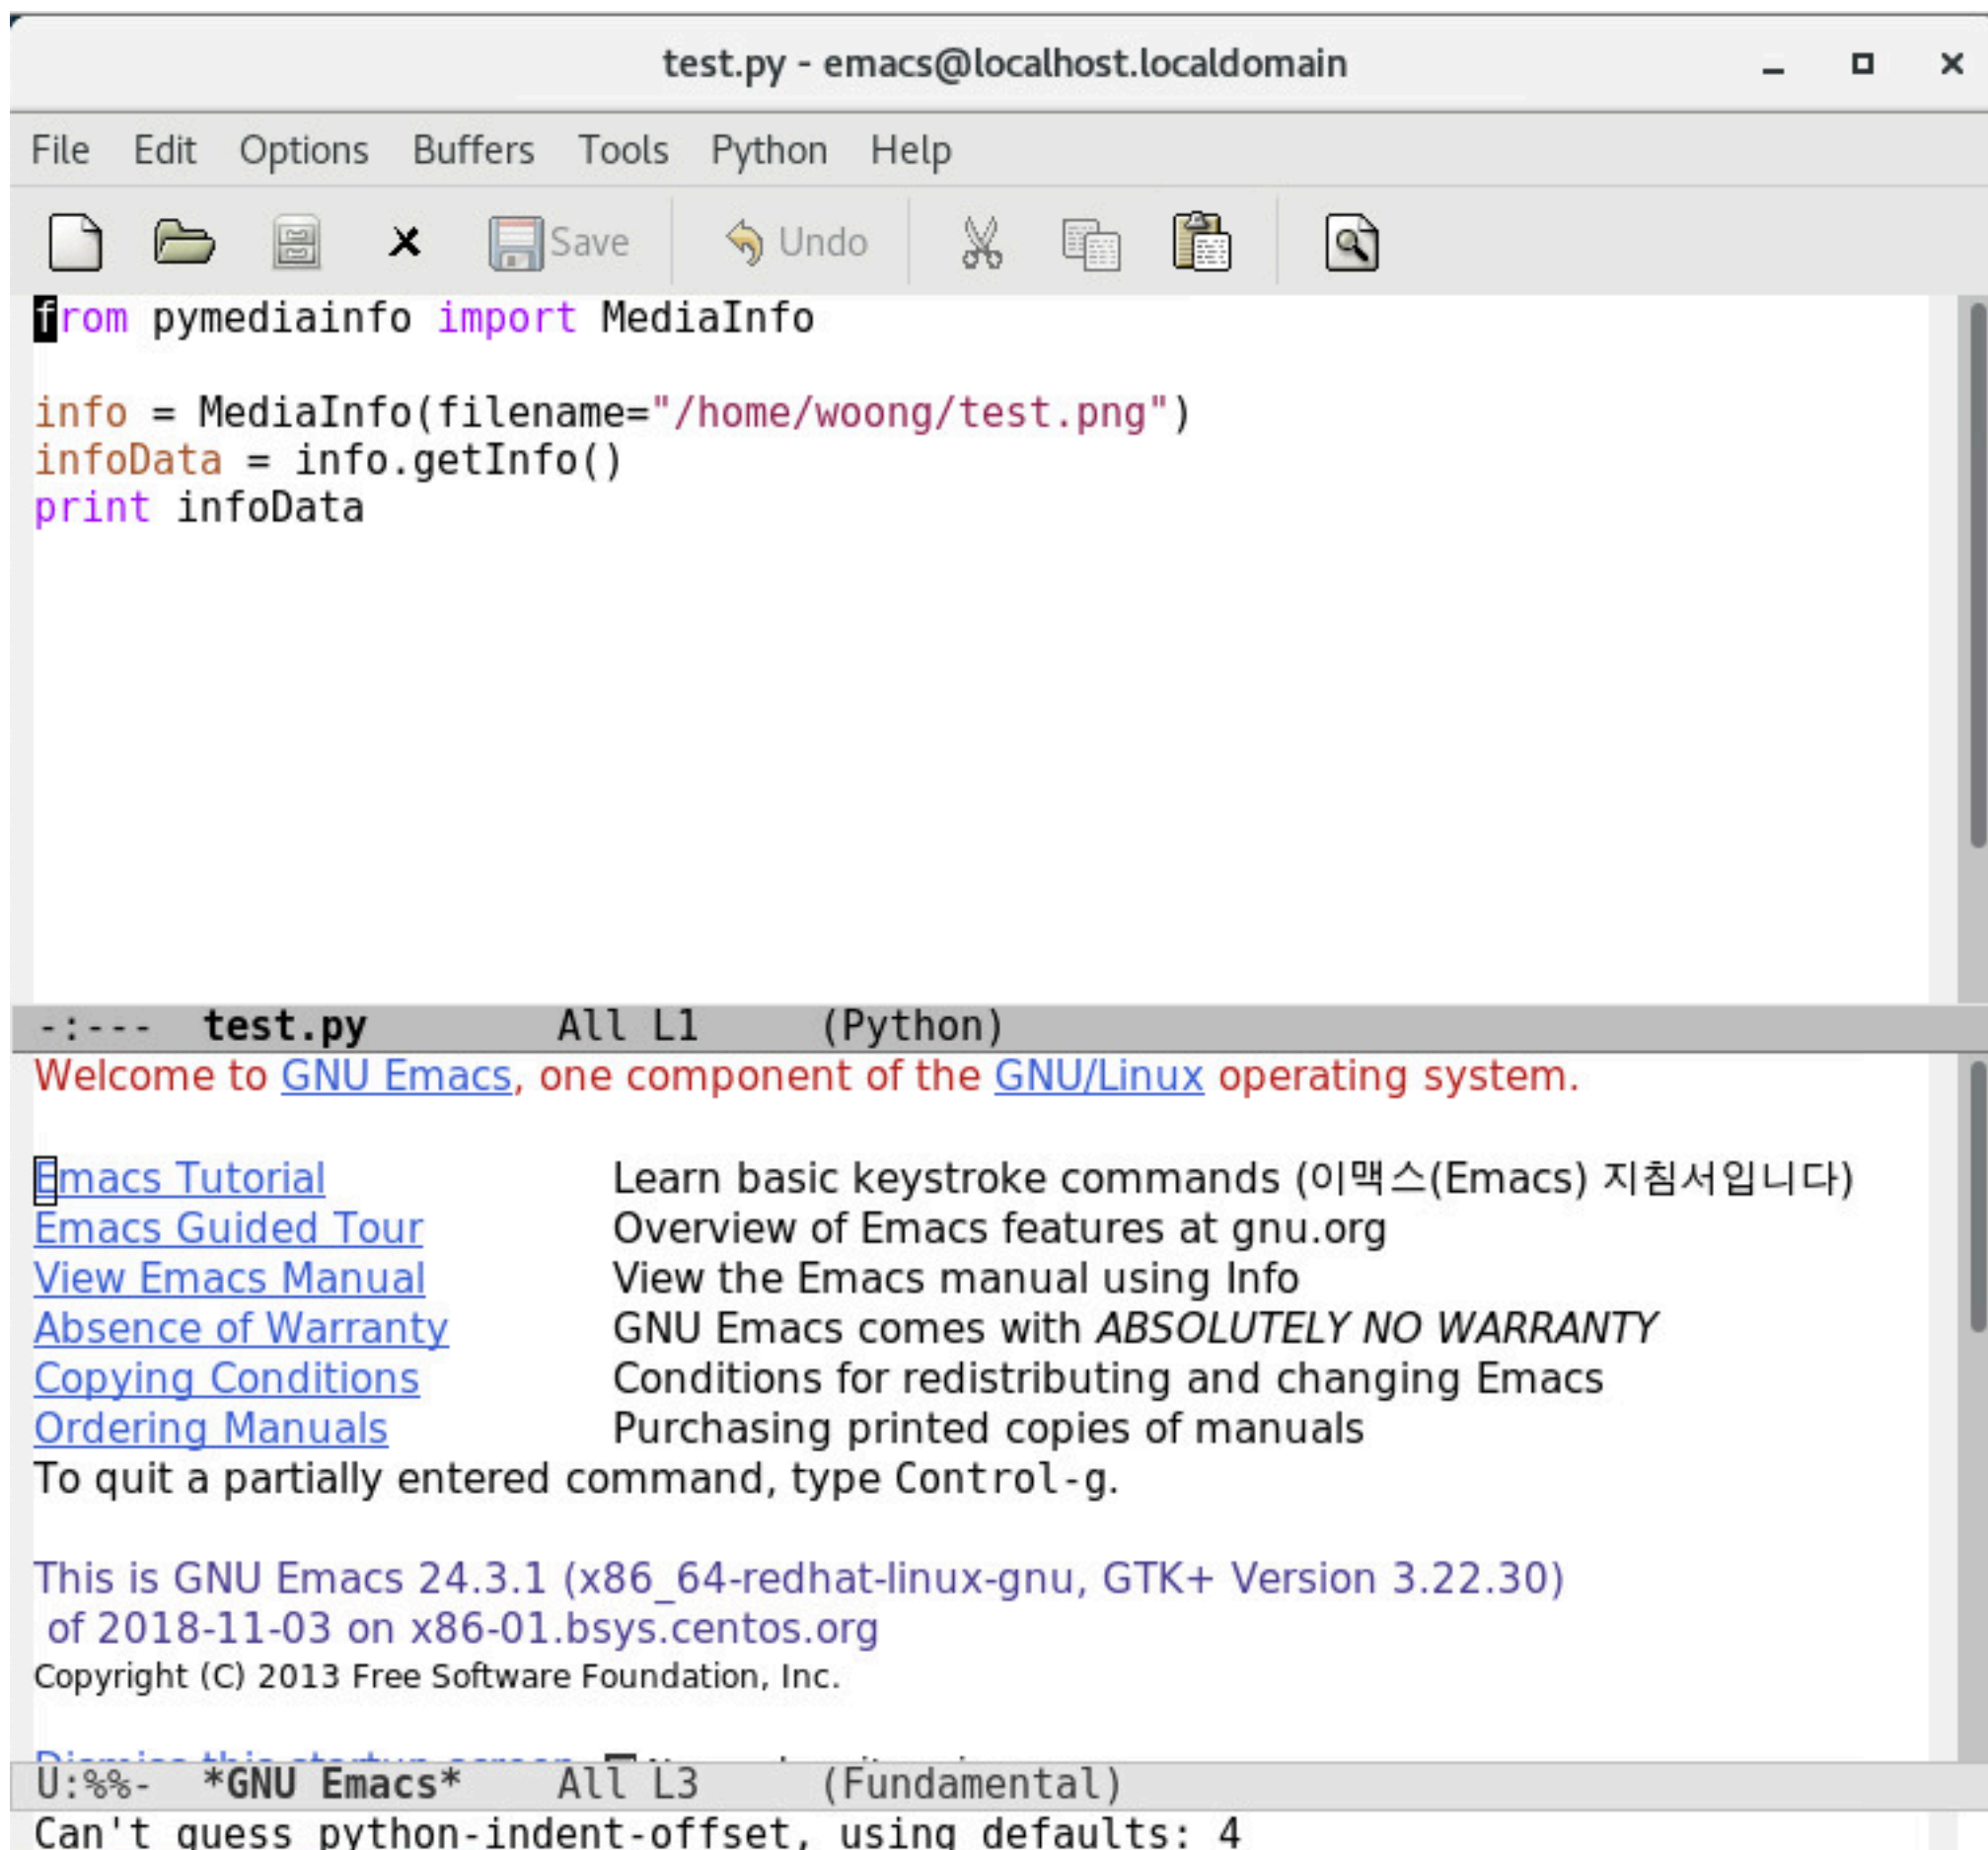 test.py - emacs@localhost.localdomain
File Edit Options Buffers Tools Python Help
Save Undo
from pymediainfo import MediaInfo
info = MediaInfo(filename="/home/woong/test.png")
infoData = info.getInfo()
print infoData
-:--- test.py All L1 (Python)
Welcome to GNU Emacs, one component of the GNU/Linux operating system.
Emacs Tutorial Learn basic keystroke commands (이맥스(Emacs) 지침서입니다)
Emacs Guided Tour Overview of Emacs features at gnu.org
View Emacs Manual View the Emacs manual using Info
Absence of Warranty GNU Emacs comes with ABSOLUTELY NO WARRANTY
Copying Conditions Conditions for redistributing and changing Emacs
Ordering Manuals Purchasing printed copies of manuals
To quit a partially entered command, type Control-g.
This is GNU Emacs 24.3.1 (x86_64-redhat-linux-gnu, GTK+ Version 3.22.30)
of 2018-11-03 on x86-01.bsys.centos.org
Copyright (C) 2013 Free Software Foundation, Inc.
Dismiss this startup screen
U:%%- *GNU Emacs* All L3 (Fundamental)
Can't guess python-indent-offset, using defaults: 4